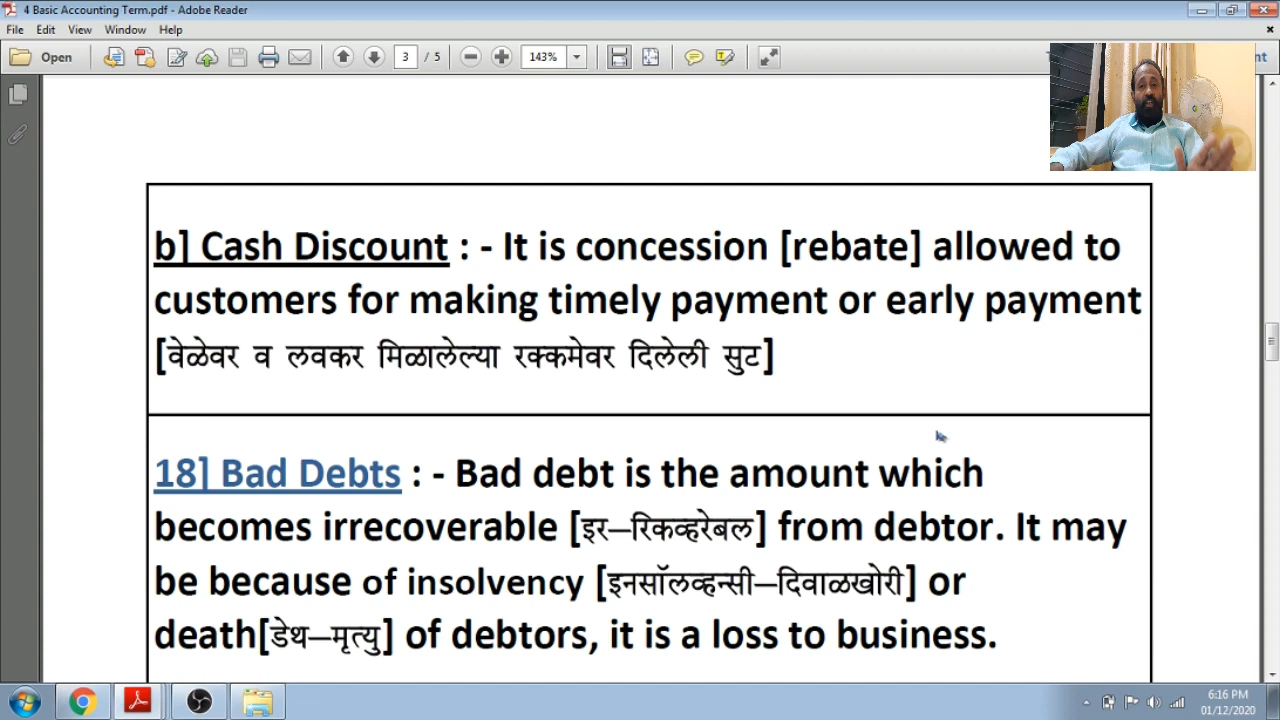 4 Basic Accounting Term.pdf - Adobe Reader
File Edit View Window Help
Open 3 / 5 143%
b] Cash Discount : - It is concession [rebate] allowed to
customers for making timely payment or early payment
[वेळेवर व लवकर मिळालेल्या रक्कमेवर दिलेली सुट]
18] Bad Debts : - Bad debt is the amount which
becomes irrecoverable [इर–रिकव्हरेबल] from debtor. It may
be because of insolvency [इनसॉलव्हन्सी–दिवाळखोरी] or
death[डेथ–मृत्यु] of debtors, it is a loss to business.
6:16 PM
01/12/2020